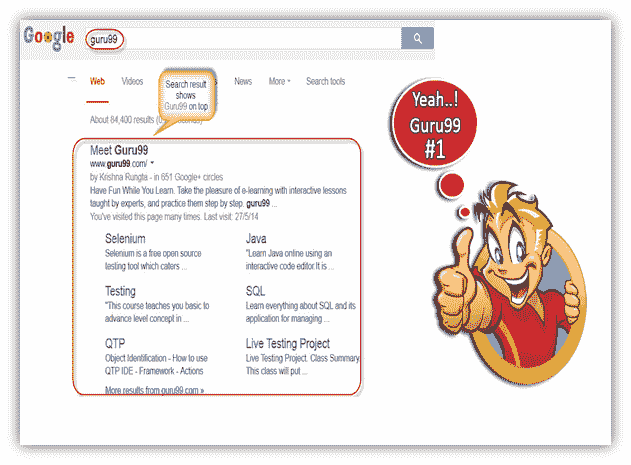 Google
guru99
Web Videos News More Search tools
Search result
shows
Guru99 on top
About 84,400 results
Meet Guru99
www.guru99.com/
by Krishna Rungta - in 651 Google+ circles
Have Fun While You Learn. Take the pleasure of e-learning with interactive lessons
taught by experts, and practice them step by step. guru99 ...
You've visited this page many times. Last visit: 27/5/14
Selenium
Selenium is a free open source
testing tool which caters ...
Java
"Learn Java online using an
interactive code editor.It is ...
Testing
"This course teaches you basic to
advance level concept in ...
SQL
Learn everything about SQL and its
application for managing ...
QTP
Object Identification - How to use
QTP IDE - Framework - Actions
Live Testing Project
Live Testing Project. Class Summary
This class will put ...
More results from guru99.com »
Yeah..!
Guru99
#1